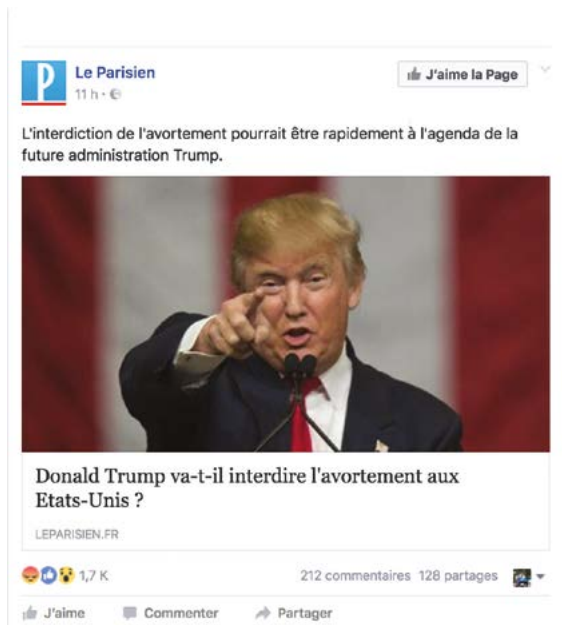 P
Le Parisien
J'aime la Page
11 h ·
L'interdiction de l'avortement pourrait être rapidement à l'agenda de la
future administration Trump.
Donald Trump va-t-il interdire l'avortement aux
Etats-Unis ?
LEPARISIEN.FR
1,7 K
212 commentaires 128 partages
J'aime Commenter Partager